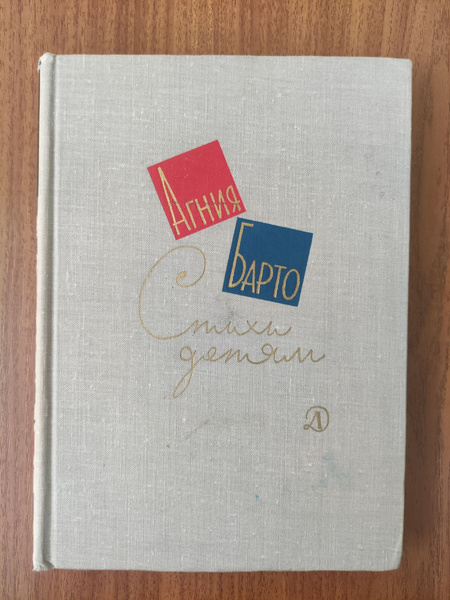 Агния
Барто
Стихи
детям
Д